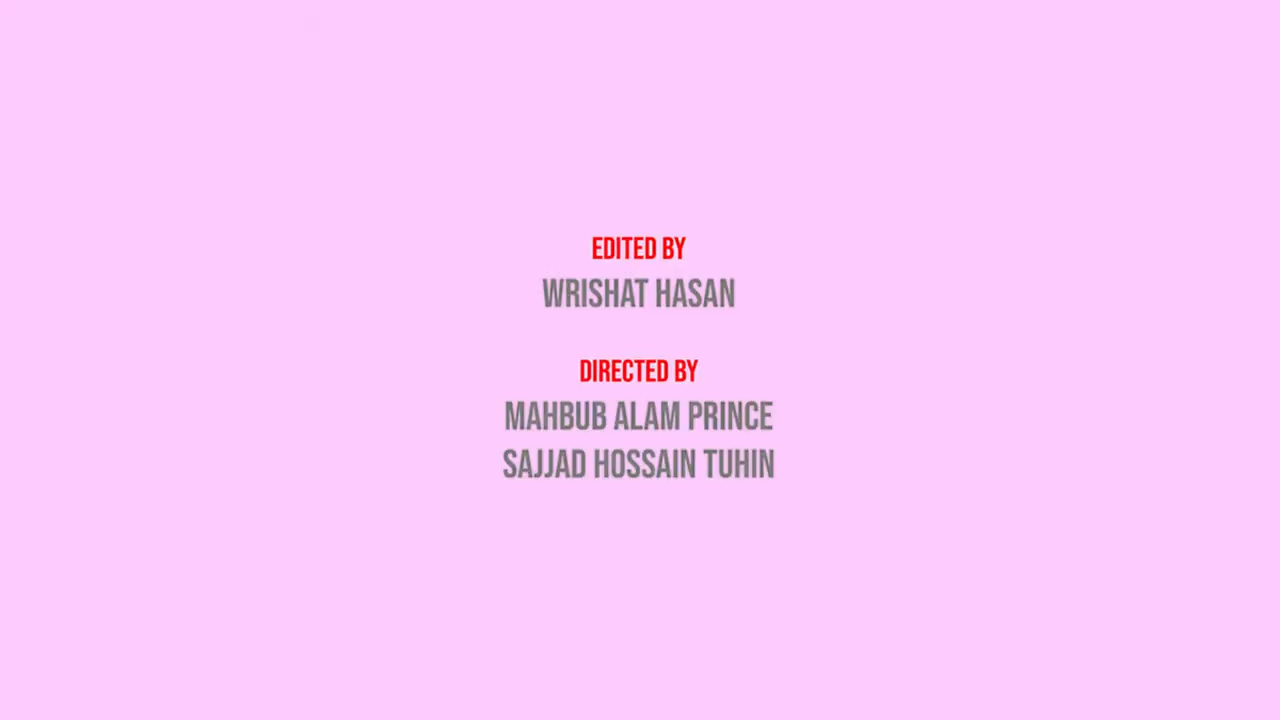 EDITED BY
WRISHAT HASAN
DIRECTED BY
MAHBUB ALAM PRINCE
SAJJAD HOSSAIN TUHIN